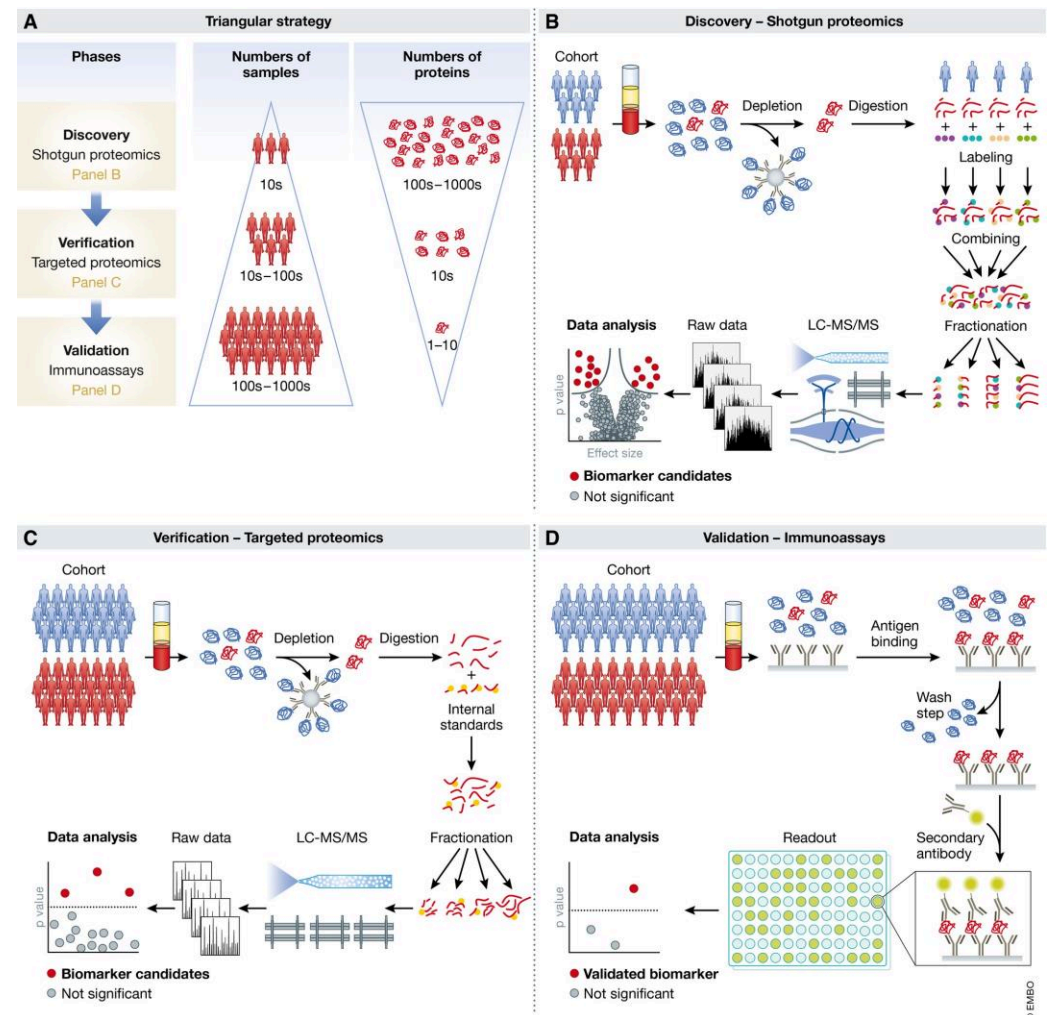 A
Triangular strategy
Phases
Numbers of
samples
Numbers of
proteins
Discovery
Shotgun proteomics
Panel B
10s
100s–1000s
Verification
Targeted proteomics
Panel C
10s–100s
10s
Validation
Immunoassays
Panel D
100s–1000s
1–10
B
Discovery – Shotgun proteomics
Cohort
Depletion
Digestion
+
+
+
+
Labeling
Combining
Fractionation
LC-MS/MS
Raw data
Data analysis
p value
Effect size
Biomarker candidates
Not significant
C
Verification – Targeted proteomics
Cohort
Depletion
Digestion
+
Internal
standards
Fractionation
LC-MS/MS
Raw data
Data analysis
p value
Biomarker candidates
Not significant
D
Validation – Immunoassays
Cohort
Antigen
binding
Wash
step
Secondary
antibody
Readout
Data analysis
p value
Validated biomarker
Not significant
EMBO